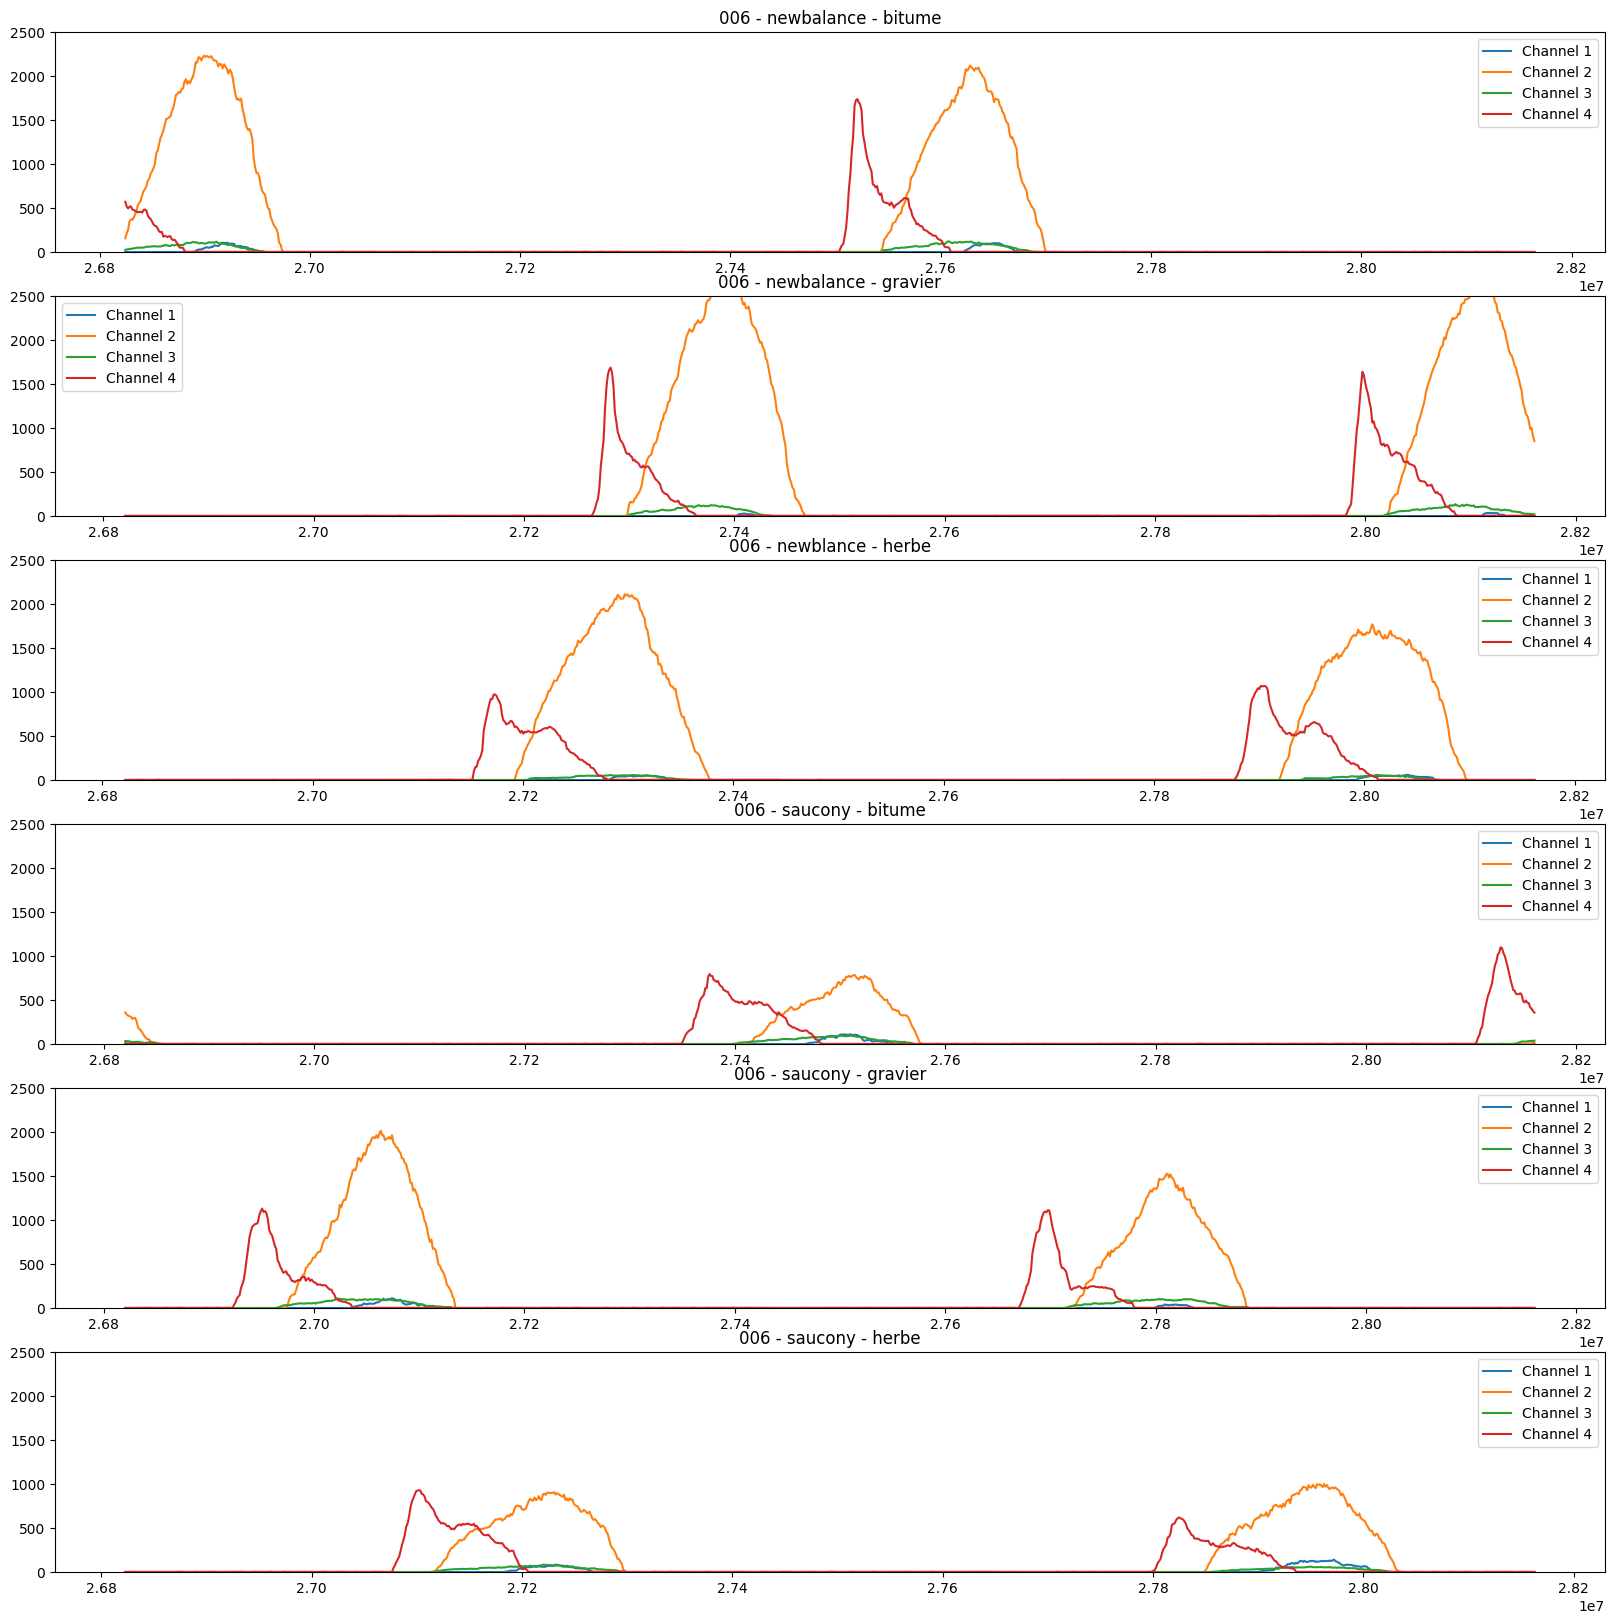 006 - newbalance - bitume
2500
2000
1500
1000
500
0
Channel 1
Channel 2
Channel 3
Channel 4
2.68 2.70 2.72 2.74 2.76 2.78 2.80 2.82
1e7
006 - newbalance - gravier
2500
2000
1500
1000
500
0
Channel 1
Channel 2
Channel 3
Channel 4
2.68 2.70 2.72 2.74 2.76 2.78 2.80 2.82
1e7
006 - newblance - herbe
2500
2000
1500
1000
500
0
Channel 1
Channel 2
Channel 3
Channel 4
2.68 2.70 2.72 2.74 2.76 2.78 2.80 2.82
1e7
006 - saucony - bitume
2500
2000
1500
1000
500
0
Channel 1
Channel 2
Channel 3
Channel 4
2.68 2.70 2.72 2.74 2.76 2.78 2.80 2.82
1e7
006 - saucony - gravier
2500
2000
1500
1000
500
0
Channel 1
Channel 2
Channel 3
Channel 4
2.68 2.70 2.72 2.74 2.76 2.78 2.80 2.82
1e7
006 - saucony - herbe
2500
2000
1500
1000
500
0
Channel 1
Channel 2
Channel 3
Channel 4
2.68 2.70 2.72 2.74 2.76 2.78 2.80 2.82
1e7